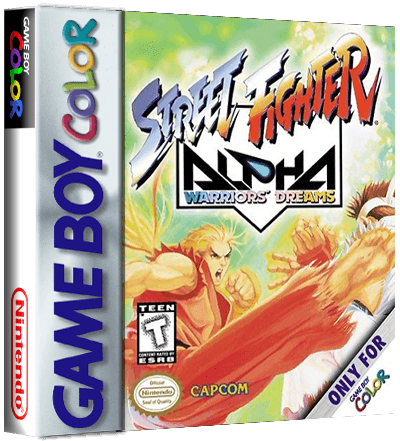 GAME BOY
COLOR
Nintendo
GAME BOY COLOR
STREET FIGHTER
ALPHA
WARRIORS' DREAMS
TEEN
T
CONTENT RATED BY
ESRB
Official
Nintendo
Seal of Quality
CAPCOM
ONLY FOR
GAME BOY
COLOR